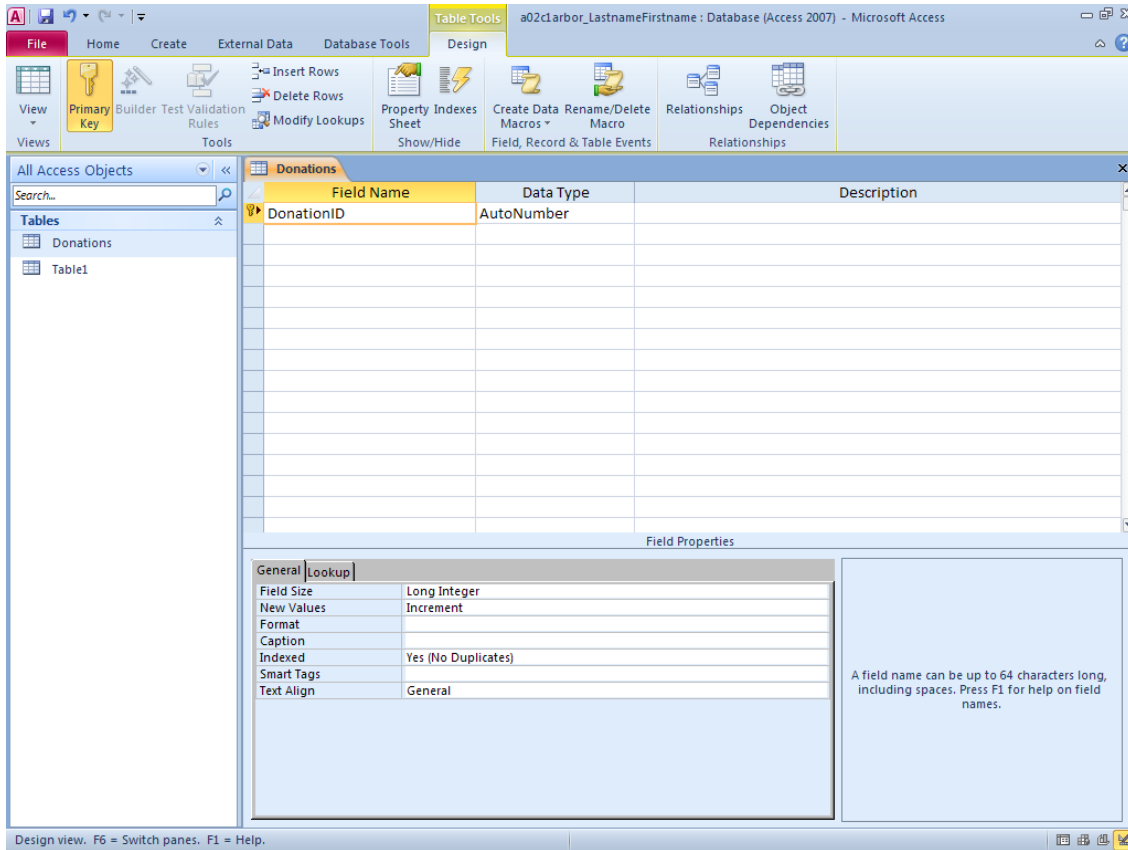 A
Table Tools
a02c1arbor_LastnameFirstname : Database (Access 2007) - Microsoft Access
File Home Create External Data Database Tools Design
View
Primary Key
Builder
Test Validation Rules
Insert Rows
Delete Rows
Modify Lookups
Property Sheet
Indexes
Create Data Macros
Rename/Delete Macro
Relationships
Object Dependencies
Views Tools Show/Hide Field, Record & Table Events Relationships
All Access Objects
Search...
Tables
Donations
Table1
Donations
Field Name Data Type Description
DonationID AutoNumber
Field Properties
General Lookup
Field Size Long Integer
New Values Increment
Format
Caption
Indexed Yes (No Duplicates)
Smart Tags
Text Align General
A field name can be up to 64 characters long,
including spaces. Press F1 for help on field
names.
Design view. F6 = Switch panes. F1 = Help.